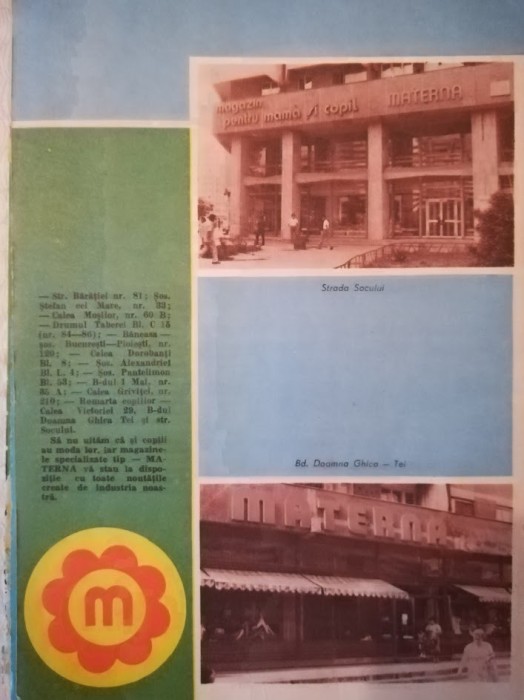 — Str. Bărăției nr. 81; Șos.
Ștefan cel Mare, nr. 33;
— Calea Moșilor, nr. 60 B;
— Drumul Taberei Bl. C 15
(nr. 84—86); — Băneasa —
șos. București—Ploiești, nr.
120; — Calea Dorobanți
Bl. 8; — Șos. Alexandriei
Bl. L. 4; — Șos. Pantelimon
Bl. 53; — B-dul 1 Mai, nr.
85 A; — Calea Griviței, nr.
210; — Romarta copiilor —
Calea Victoriei 29, B-dul
Doamna Ghica Tei și str.
Socului.
Să nu uităm că și copiii
au moda lor, iar magazine-
le specializate tip — MA-
TERNA vă stau la dispo-
ziție cu toate noutățile
create de industria noas-
tră.
m
magazin
pentru mama și copil MATERNA
Strada Socului
Bd. Doamna Ghica — Tei
MATERNA